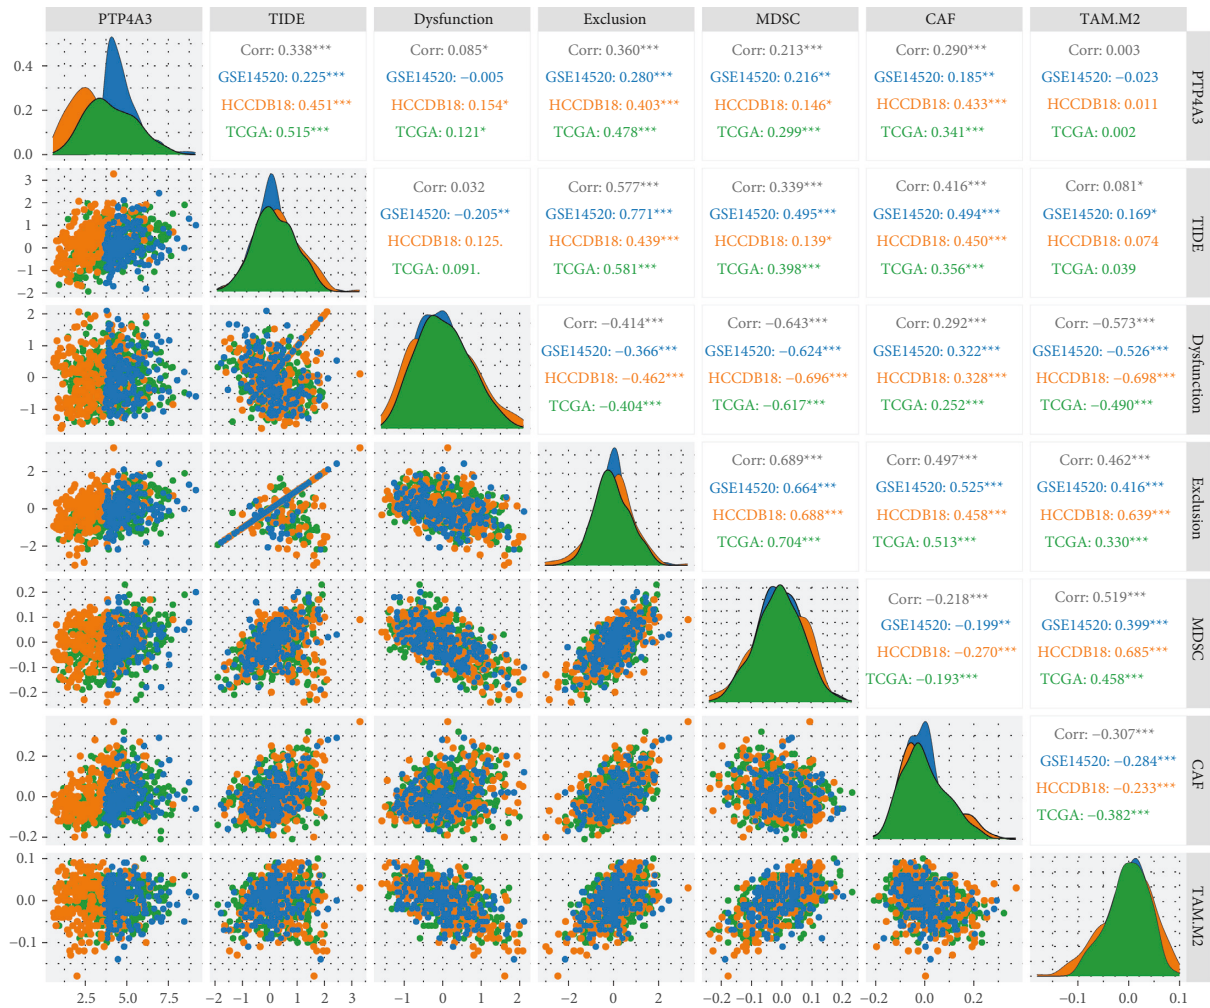 PTP4A3 TIDE Dysfunction Exclusion MDSC CAF TAM.M2
Corr: 0.338*** Corr: 0.085* Corr: 0.360*** Corr: 0.213*** Corr: 0.290*** Corr: 0.003
0.4
GSE14520: 0.225*** GSE14520: −0.005 GSE14520: 0.280*** GSE14520: 0.216** GSE14520: 0.185** GSE14520: −0.023
PTP4A3
0.2 HCCDB18: 0.451*** HCCDB18: 0.154* HCCDB18: 0.403*** HCCDB18: 0.146* HCCDB18: 0.433*** HCCDB18: 0.011
TCGA: 0.515*** TCGA: 0.121* TCGA: 0.478*** TCGA: 0.299*** TCGA: 0.341*** TCGA: 0.002
0.0
3 Corr: 0.032 Corr: 0.577*** Corr: 0.339*** Corr: 0.416*** Corr: 0.081*
2
GSE14520: −0.205** GSE14520: 0.771*** GSE14520: 0.495*** GSE14520: 0.494*** GSE14520: 0.169*
1
TIDE
0 HCCDB18: 0.125. HCCDB18: 0.439*** HCCDB18: 0.139* HCCDB18: 0.450*** HCCDB18: 0.074
−1 TCGA: 0.091. TCGA: 0.581*** TCGA: 0.398*** TCGA: 0.356*** TCGA: 0.039
−2
2 Corr: −0.414*** Corr: −0.643*** Corr: 0.292*** Corr: −0.573***
1 GSE14520: −0.366*** GSE14520: −0.624*** GSE14520: 0.322*** GSE14520: −0.526***
Dysfunction
0 HCCDB18: −0.462*** HCCDB18: −0.696*** HCCDB18: 0.328*** HCCDB18: −0.698***
−1 TCGA: −0.404*** TCGA: −0.617*** TCGA: 0.252*** TCGA: −0.490***
Corr: 0.689*** Corr: 0.497*** Corr: 0.462***
2 GSE14520: 0.664*** GSE14520: 0.525*** GSE14520: 0.416***
Exclusion
0 HCCDB18: 0.688*** HCCDB18: 0.458*** HCCDB18: 0.639***
−2 TCGA: 0.704*** TCGA: 0.513*** TCGA: 0.330***
0.2 Corr: −0.218*** Corr: 0.519***
0.1 GSE14520: −0.199** GSE14520: 0.399***
MDSC
0.0 HCCDB18: −0.270*** HCCDB18: 0.685***
−0.1 TCGA: −0.193*** TCGA: 0.458***
−0.2
Corr: −0.307***
0.2 GSE14520: −0.284***
CAF
0.0 HCCDB18: −0.233***
TCGA: −0.382***
−0.2
0.1
TAM.M2
0.0
−0.1
2.5 5.0 7.5 −2 −1 0 1 2 3 −1 0 1 2 −2 0 2 −0.2 −0.1 0.0 0.1 0.2 −0.2 0.0 0.2 −0.1 0.0 0.1